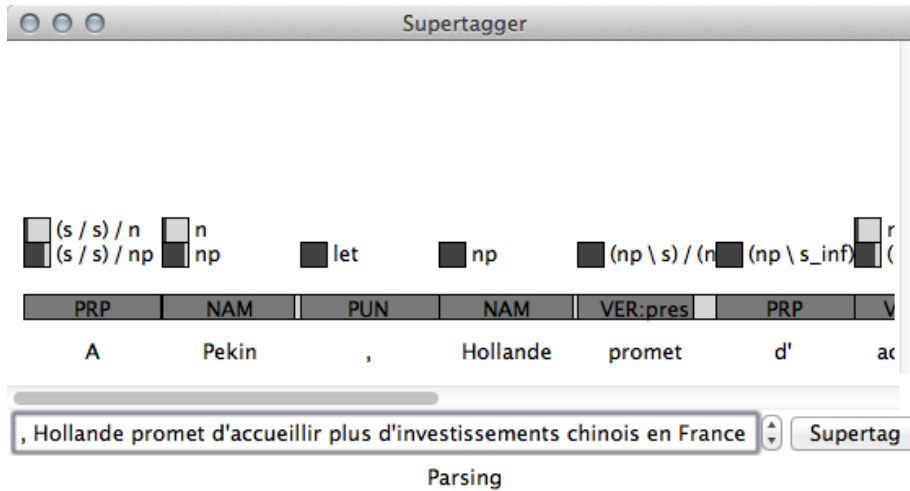 Supertagger
(s / s) / n n r
(s / s) / np np let np (np \ s) / (n (np \ s_inf) (
PRP NAM PUN NAM VER:pres PRP V
A Pekin , Hollande promet d' ac
, Hollande promet d'accueillir plus d'investissements chinois en France Supertag
Parsing